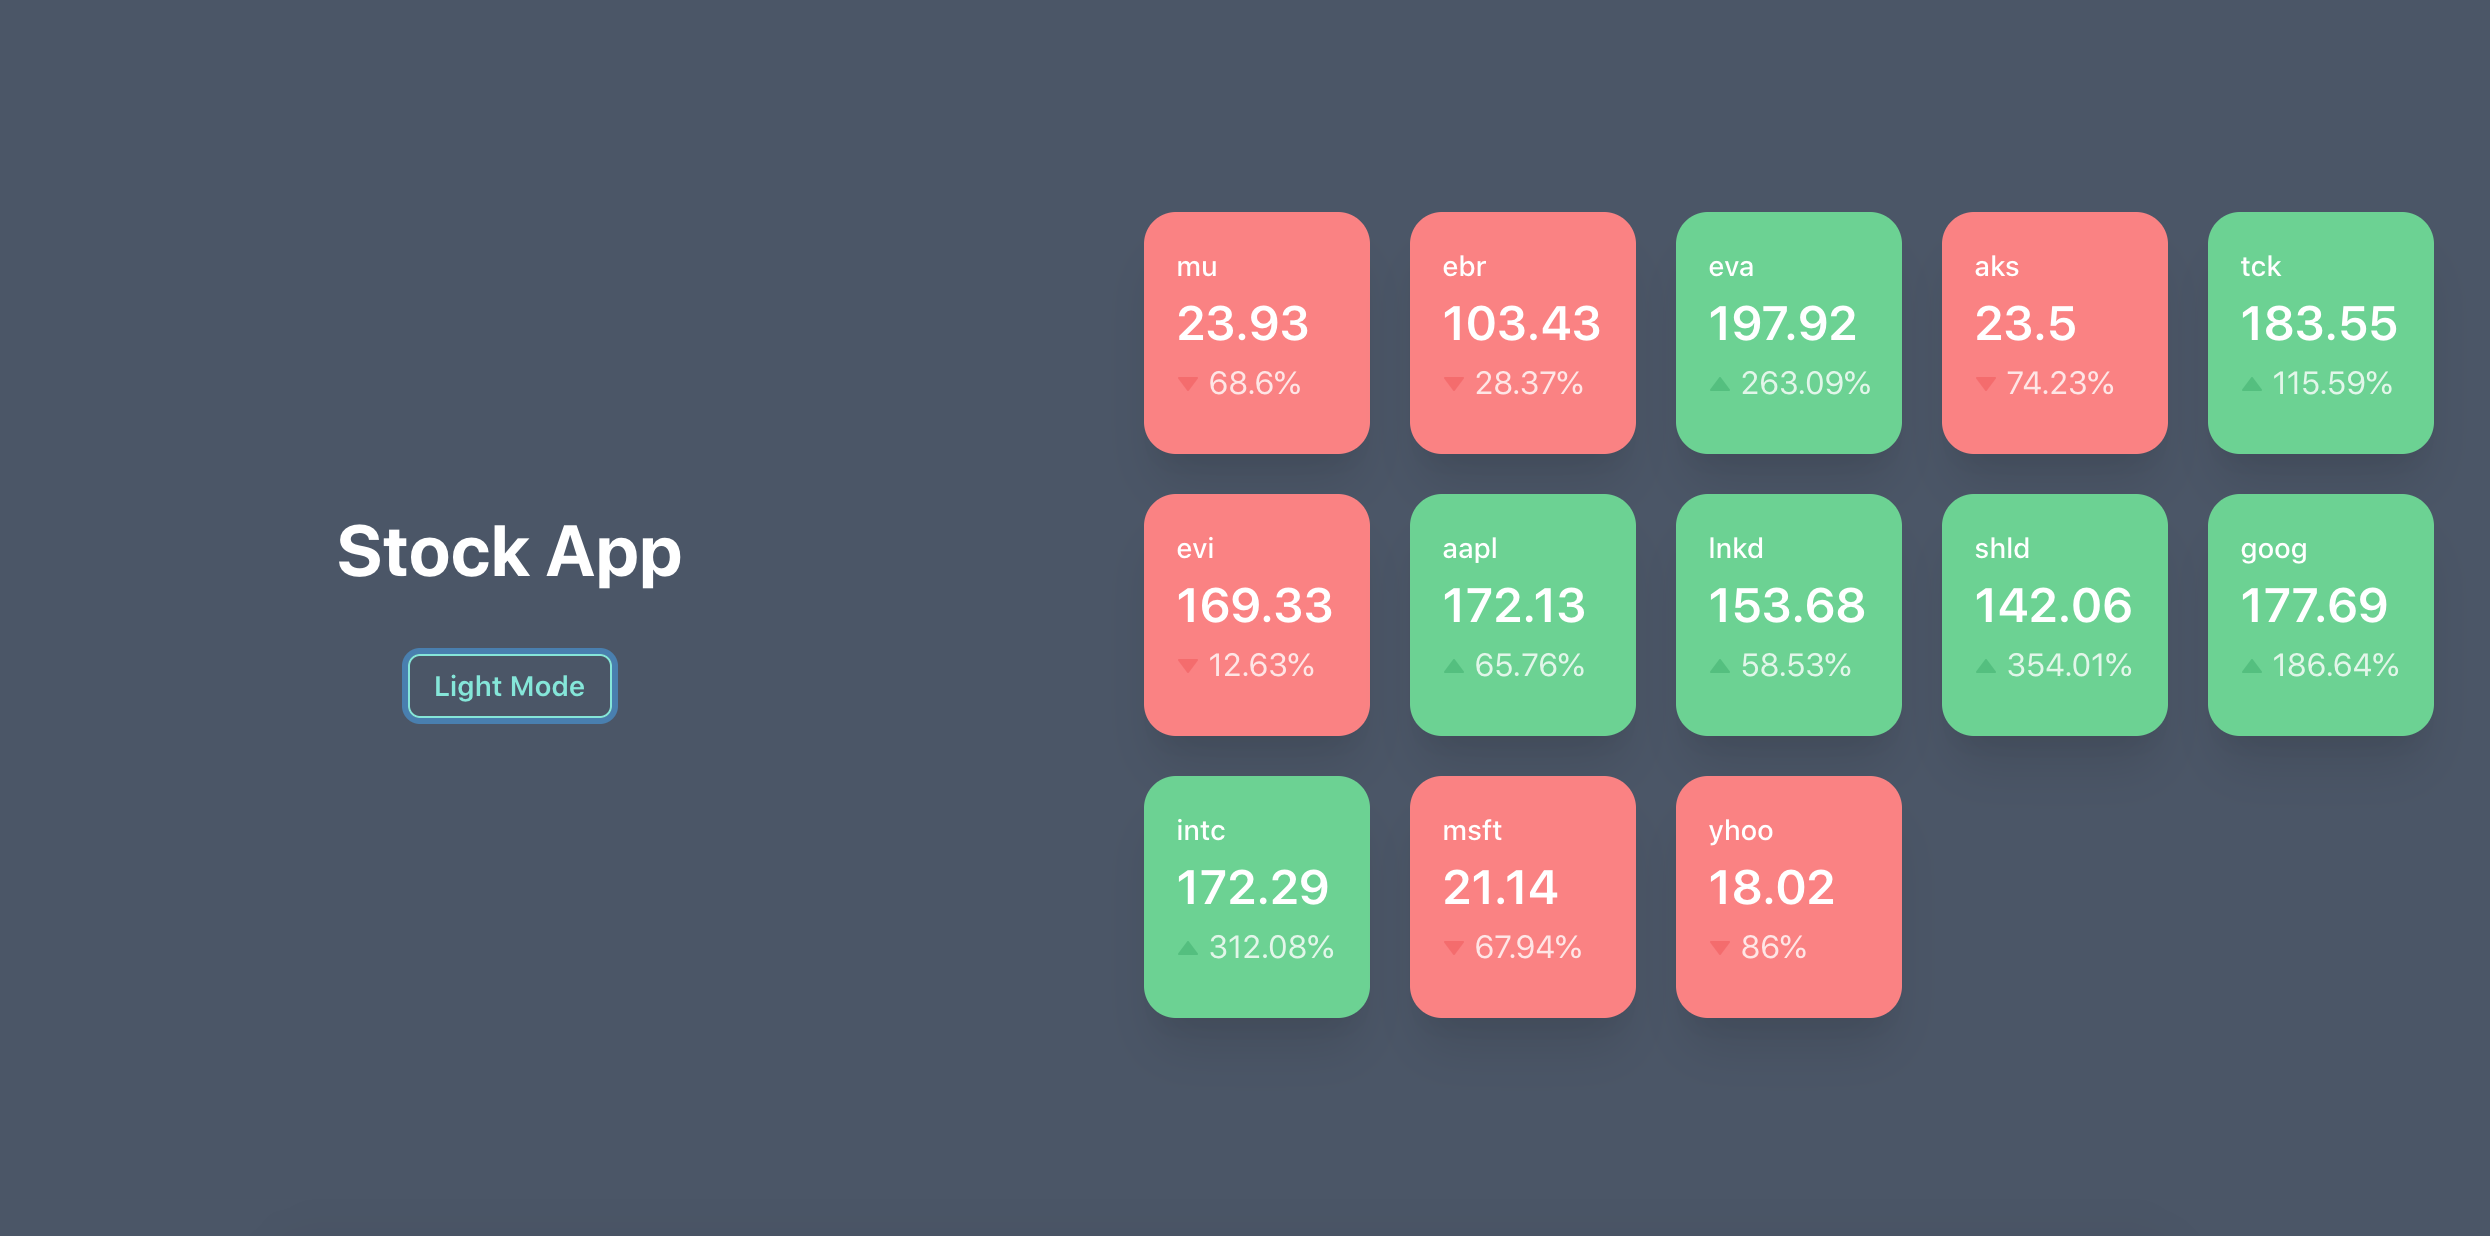 Stock App
Light Mode
mu
23.93
68.6%
ebr
103.43
28.37%
eva
197.92
263.09%
aks
23.5
74.23%
tck
183.55
115.59%
evi
169.33
12.63%
aapl
172.13
65.76%
lnkd
153.68
58.53%
shld
142.06
354.01%
goog
177.69
186.64%
intc
172.29
312.08%
msft
21.14
67.94%
yhoo
18.02
86%